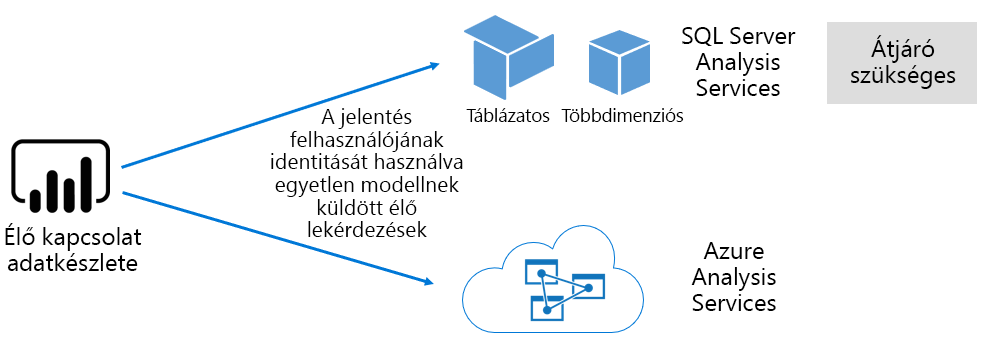 Élő kapcsolat
adatkészlete
A jelentés
felhasználójának
identitását használva
egyetlen modellnek
küldött élő
lekérdezések
Táblázatos
Többdimenziós
SQL Server
Analysis
Services
Átjáró
szükséges
Azure
Analysis
Services